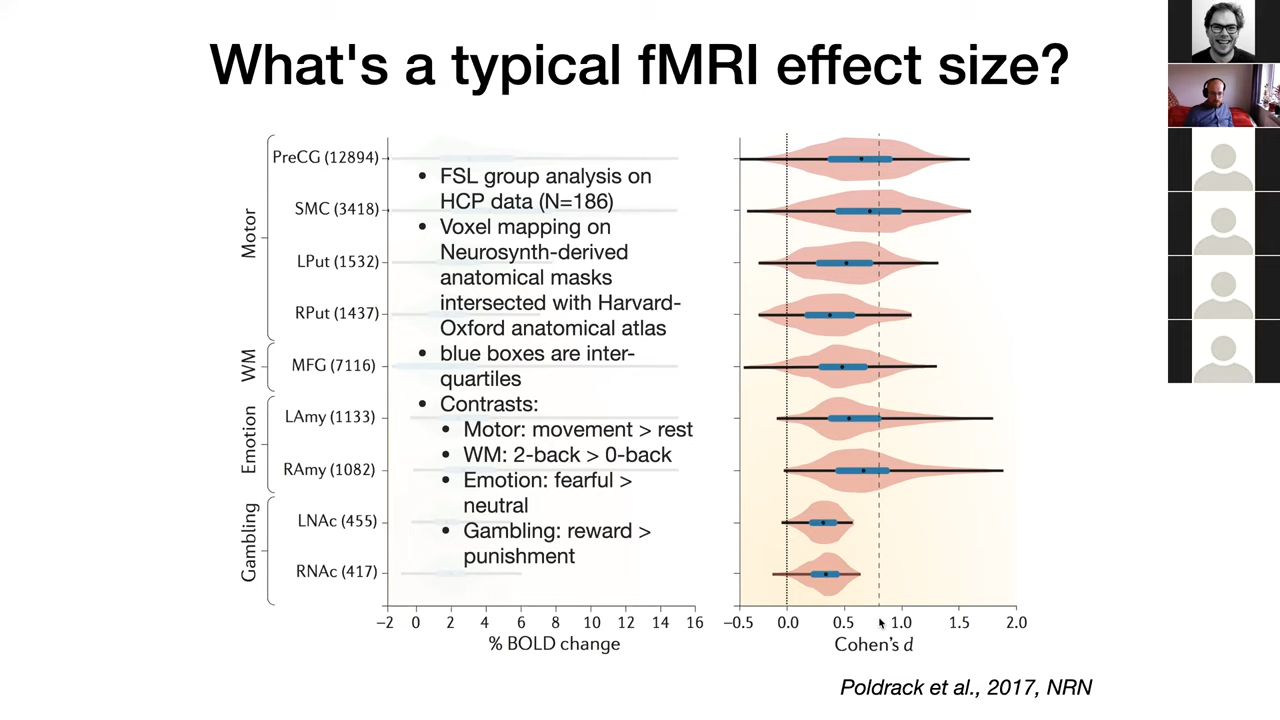 What's a typical fMRI effect size?
Motor
PreCG (12894)
SMC (3418)
LPut (1532)
RPut (1437)
WM
MFG (7116)
Emotion
LAmy (1133)
RAmy (1082)
Gambling
LNAc (455)
RNAc (417)
• FSL group analysis on
HCP data (N=186)
• Voxel mapping on
Neurosynth-derived
anatomical masks
intersected with Harvard-
Oxford anatomical atlas
• blue boxes are inter-
quartiles
• Contrasts:
• Motor: movement > rest
• WM: 2-back > 0-back
• Emotion: fearful >
neutral
• Gambling: reward >
punishment
−2 0 2 4 6 8 10 12 14 16
% BOLD change
−0.5 0.0 0.5 1.0 1.5 2.0
Cohen's d
Poldrack et al., 2017, NRN